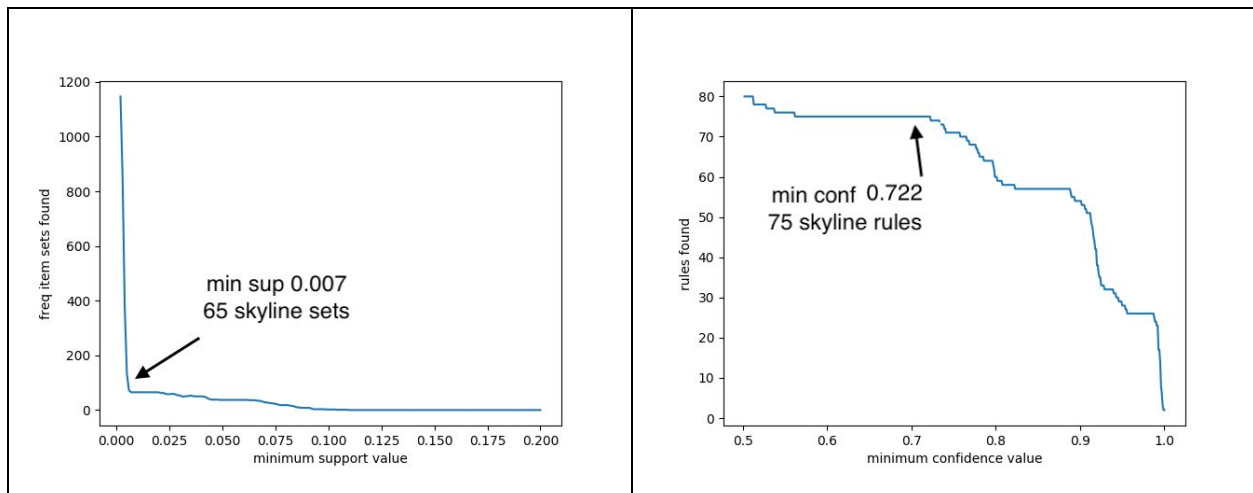 1200
1000
800
600
400
200
0
freq item sets found
min sup 0.007
65 skyline sets
0.000 0.025 0.050 0.075 0.100 0.125 0.150 0.175 0.200
minimum support value
80
70
60
50
40
30
20
10
0
rules found
min conf 0.722
75 skyline rules
0.5 0.6 0.7 0.8 0.9 1.0
minimum confidence value